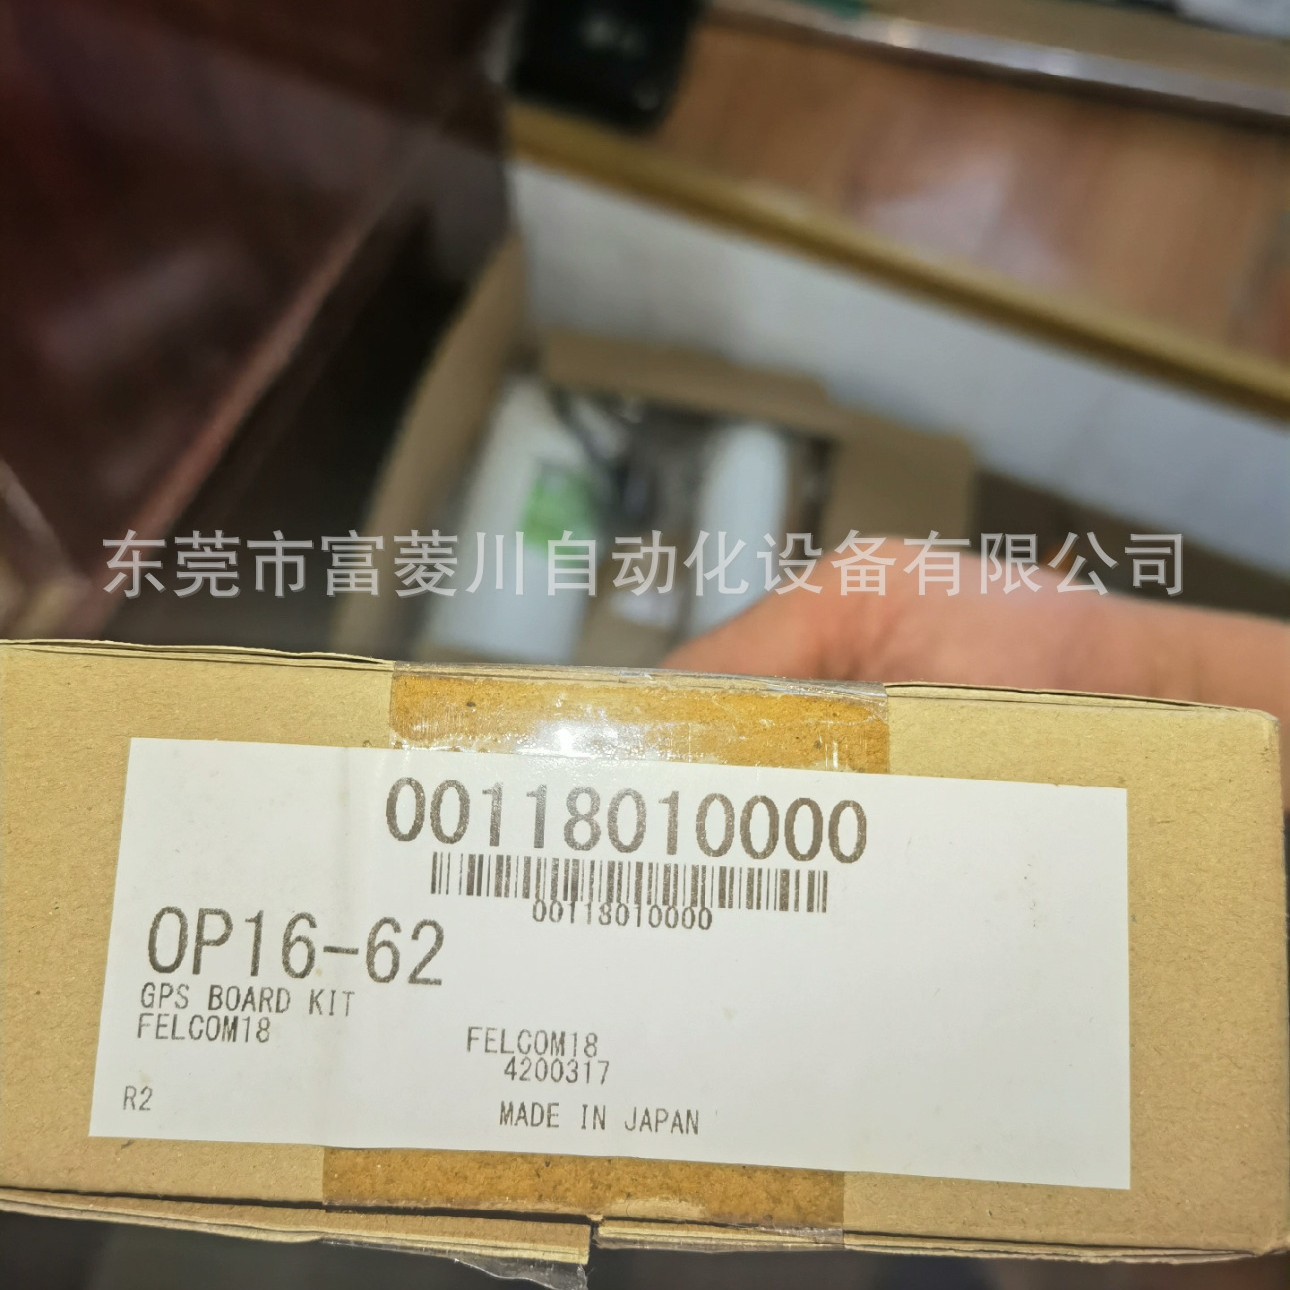 东莞市富菱川自动化设备有限公司
00118010000
00118010000
OP16-62
GPS BOARD KIT
FELCOM18
FELCOM18
4200317
R2
MADE IN JAPAN